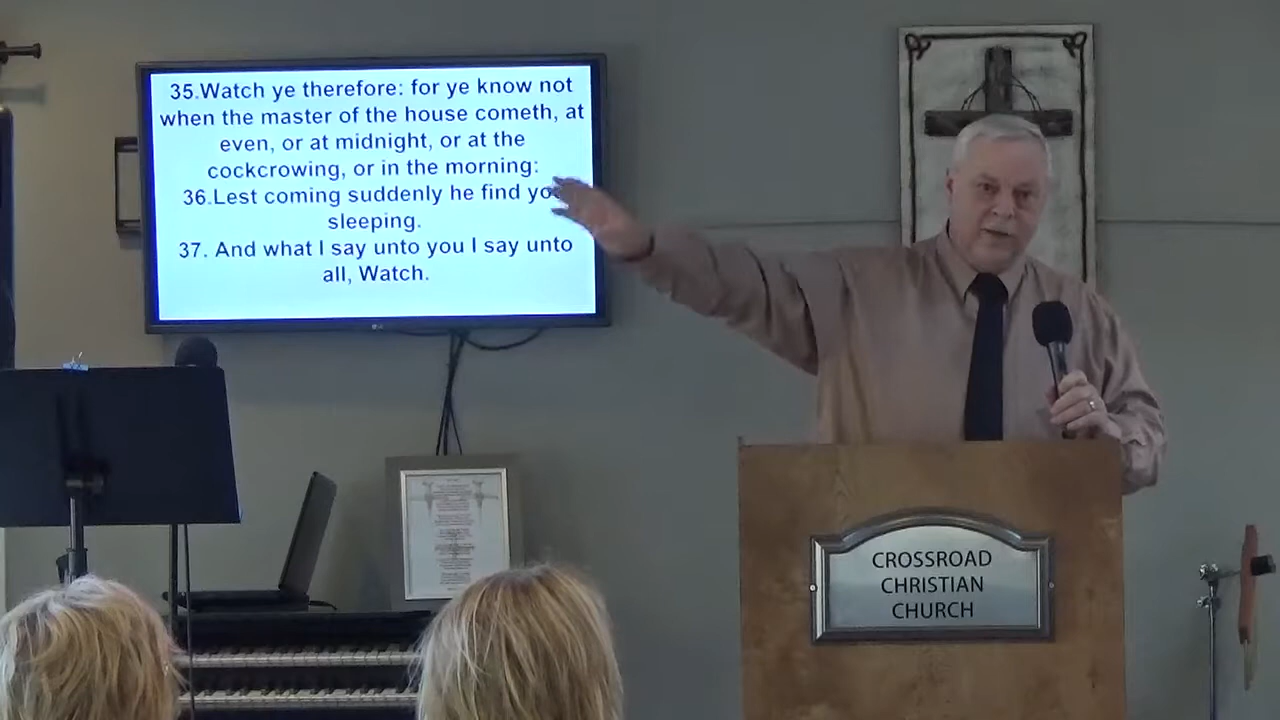 35.Watch ye therefore: for ye know not
when the master of the house cometh, at
even, or at midnight, or at the
cockcrowing, or in the morning:
36.Lest coming suddenly he find yo
sleeping.
37. And what I say unto you I say unto
all, Watch.
LG
CROSSROAD
CHRISTIAN
CHURCH